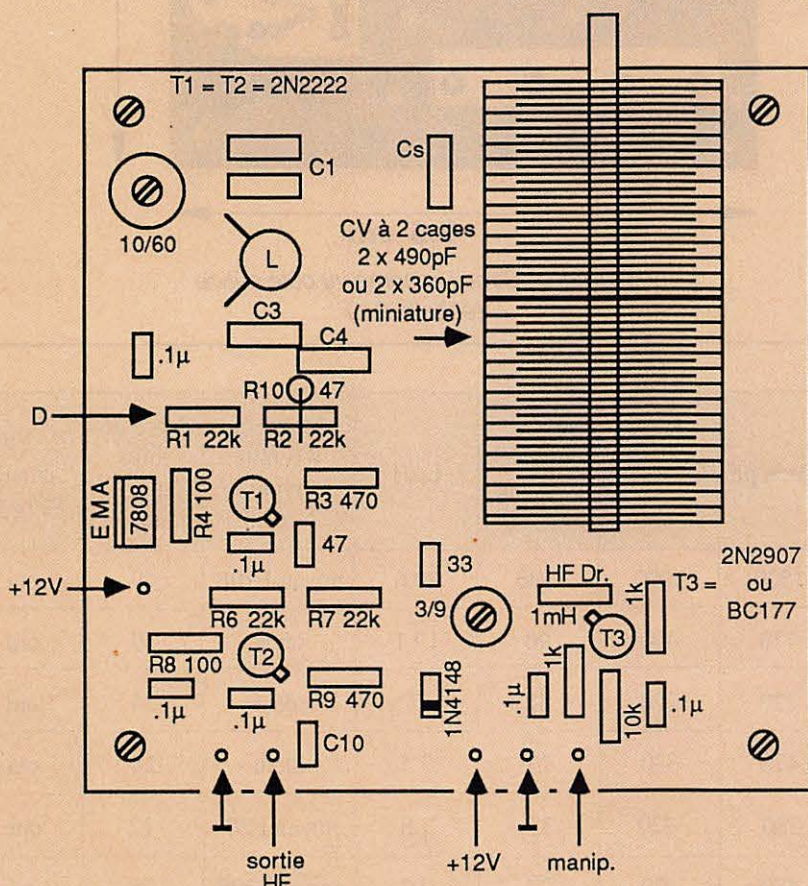 T1 = T2 = 2N2222
C1
Cs
10/60
CV à 2 cages
2 x 490pF
ou 2 x 360pF
(miniature)
L
C3
C4
.1µ
R10
47
D
R1 22k
R2 22k
E M A
7808
R4 100
T1
R3 470
.1µ
47
33
HF Dr.
1mH
1k
T3 =
2N2907
ou
BC177
+12V
R6 22k
R7 22k
3/9
T3
R8 100
T2
1k
.1µ
.1µ
R9 470
1N4148
.1µ
10k
.1µ
C10
sortie
HF
+12V
manip.